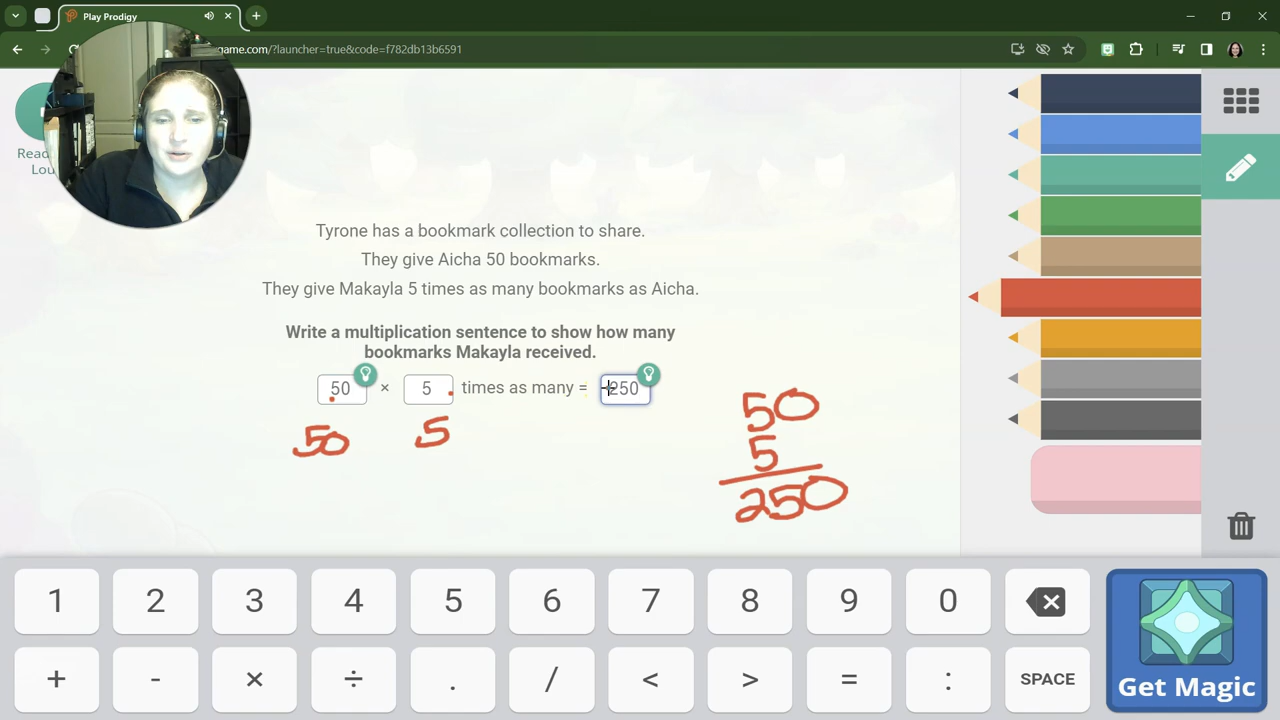 Play Prodigy
game.com/?launcher=true&code=f782db13b6591
Read
Lou
Tyrone has a bookmark collection to share.
They give Aicha 50 bookmarks.
They give Makayla 5 times as many bookmarks as Aicha.
Write a multiplication sentence to show how many
bookmarks Makayla received.
50 × 5 times as many = 250
50 5
50
5
250
1 2 3 4 5 6 7 8 9 0
+ - × ÷ . / < > = : SPACE
Get Magic